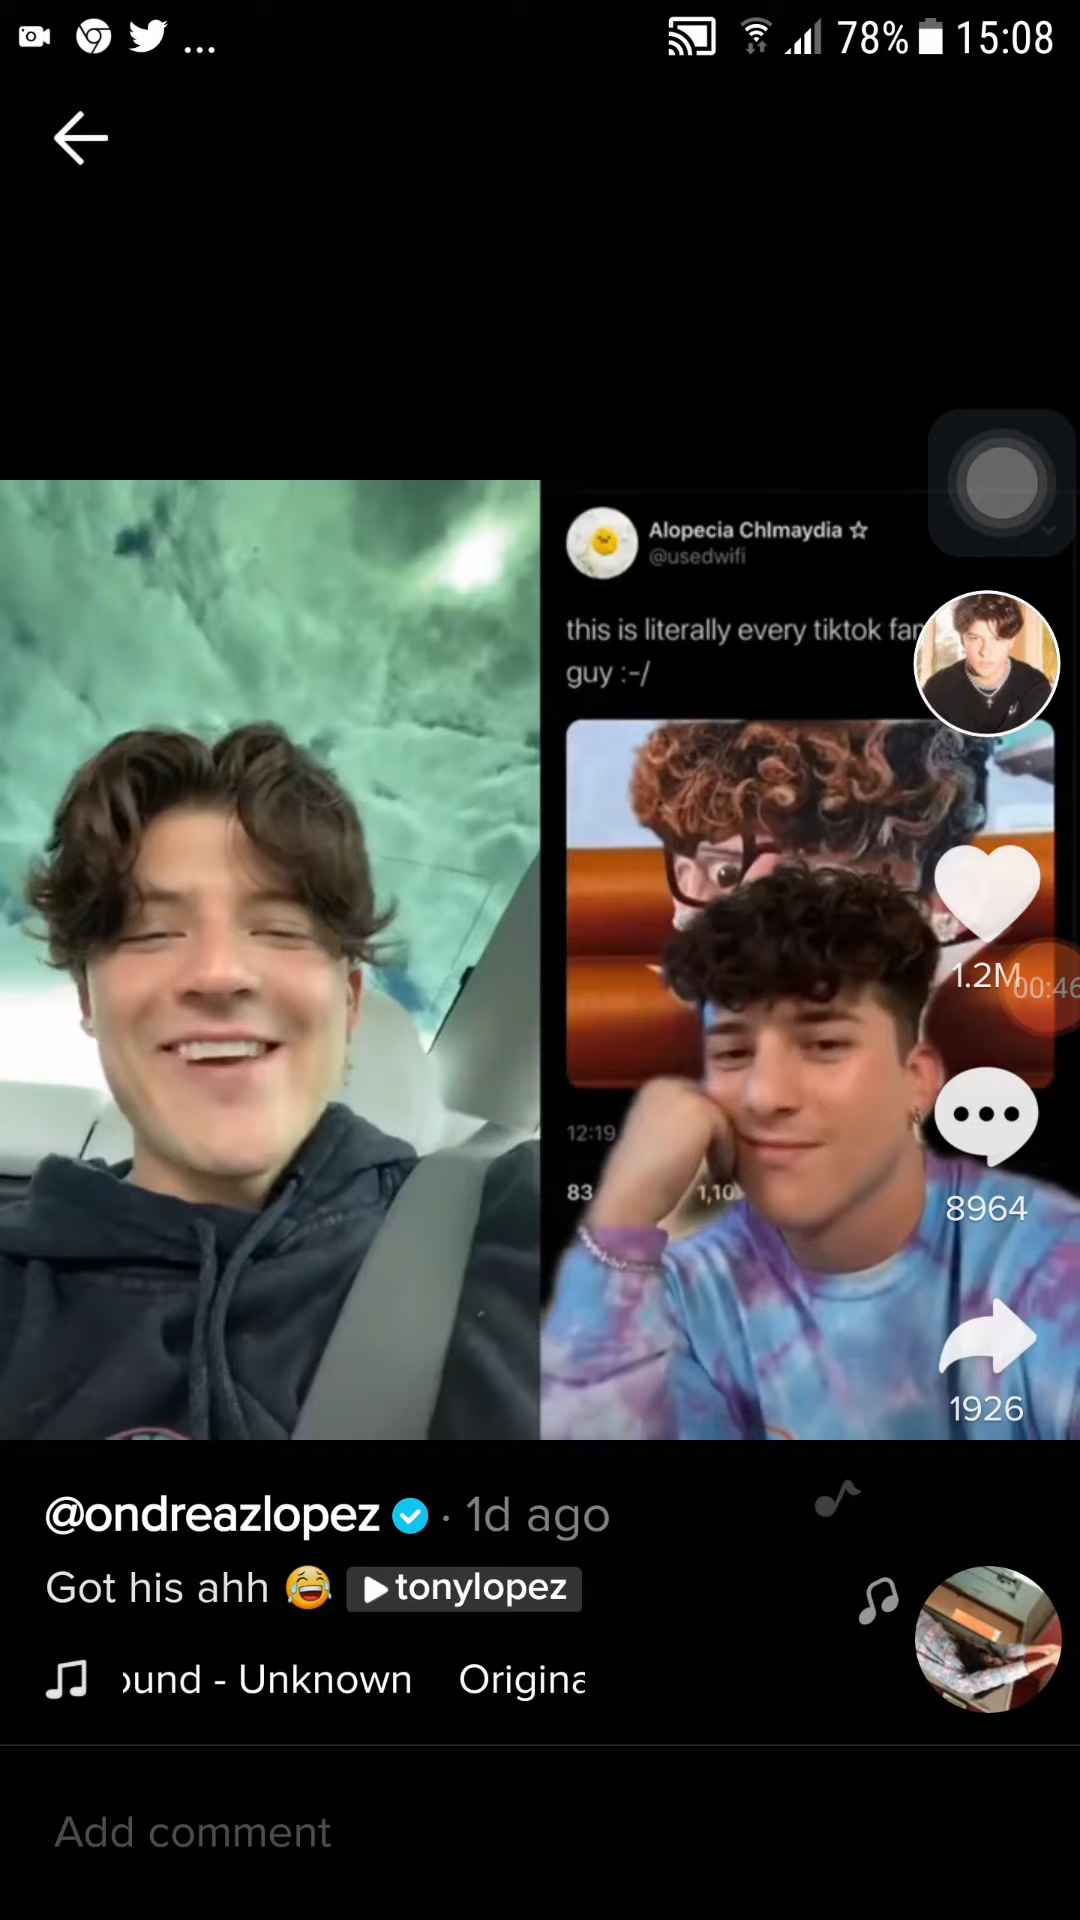 ... 78% 15:08
Alopecia Chlmaydia ☆
@usedwifi
this is literally every tiktok
guy :-/
1.2M
00:46
12:19
83
8964
1926
@ondreazlopez · 1d ago
Got his ahh 😂 tonylopez
ound - Unknown Origina
Add comment